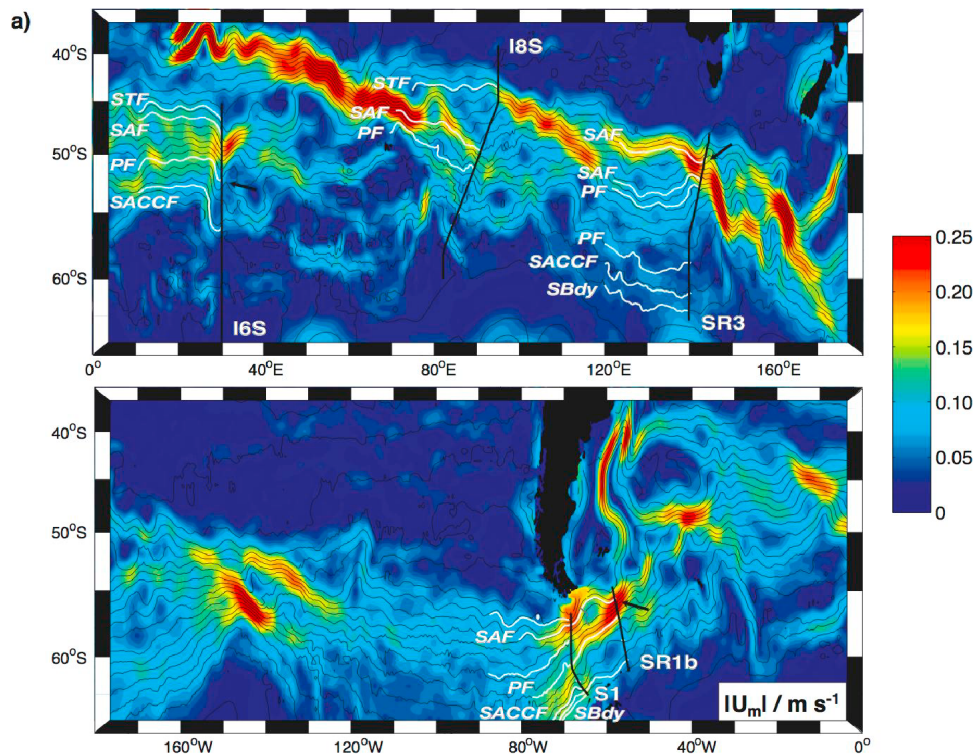 a)
I8S
40°S
STF
STF
SAF
SAF
SAF
PF
50°S
PF
SAF
PF
SACCF
PF
SACCF
60°S
SBdy
I6S
SR3
0°
40°E
80°E
120°E
160°E
0.25
0.20
0.15
0.10
0.05
0
40°S
50°S
SAF
60°S
SR1b
PF
S1
SACCF
SBdy
|Uₘ| / m s⁻¹
160°W
120°W
80°W
40°W
0°